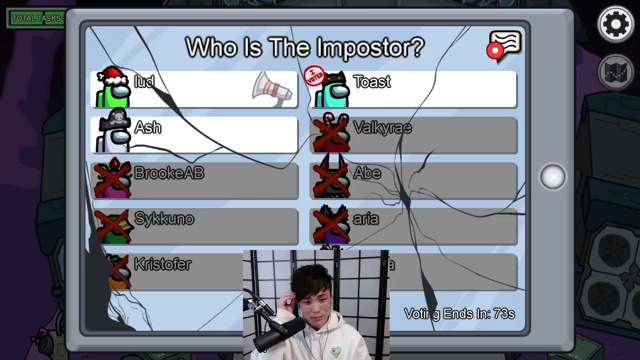 TOTAL TASKS
Who Is The Impostor?
lud
I VOTED
Toast
Ash
Valkyrae
BrookeAB
Abe
Sykkuno
aria
Kristofer
a
Voting Ends In: 73s